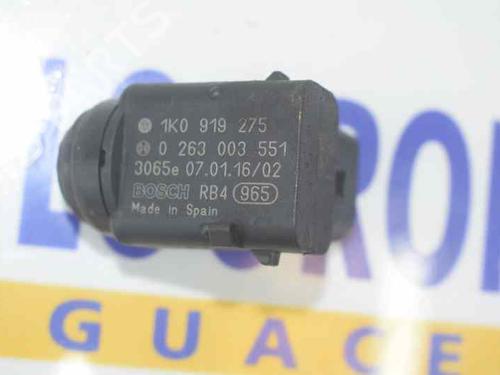 1K0 919 275
0 263 003 551
3065e 07.01.16/02
BOSCH RB4 965
Made in Spain
GUACE